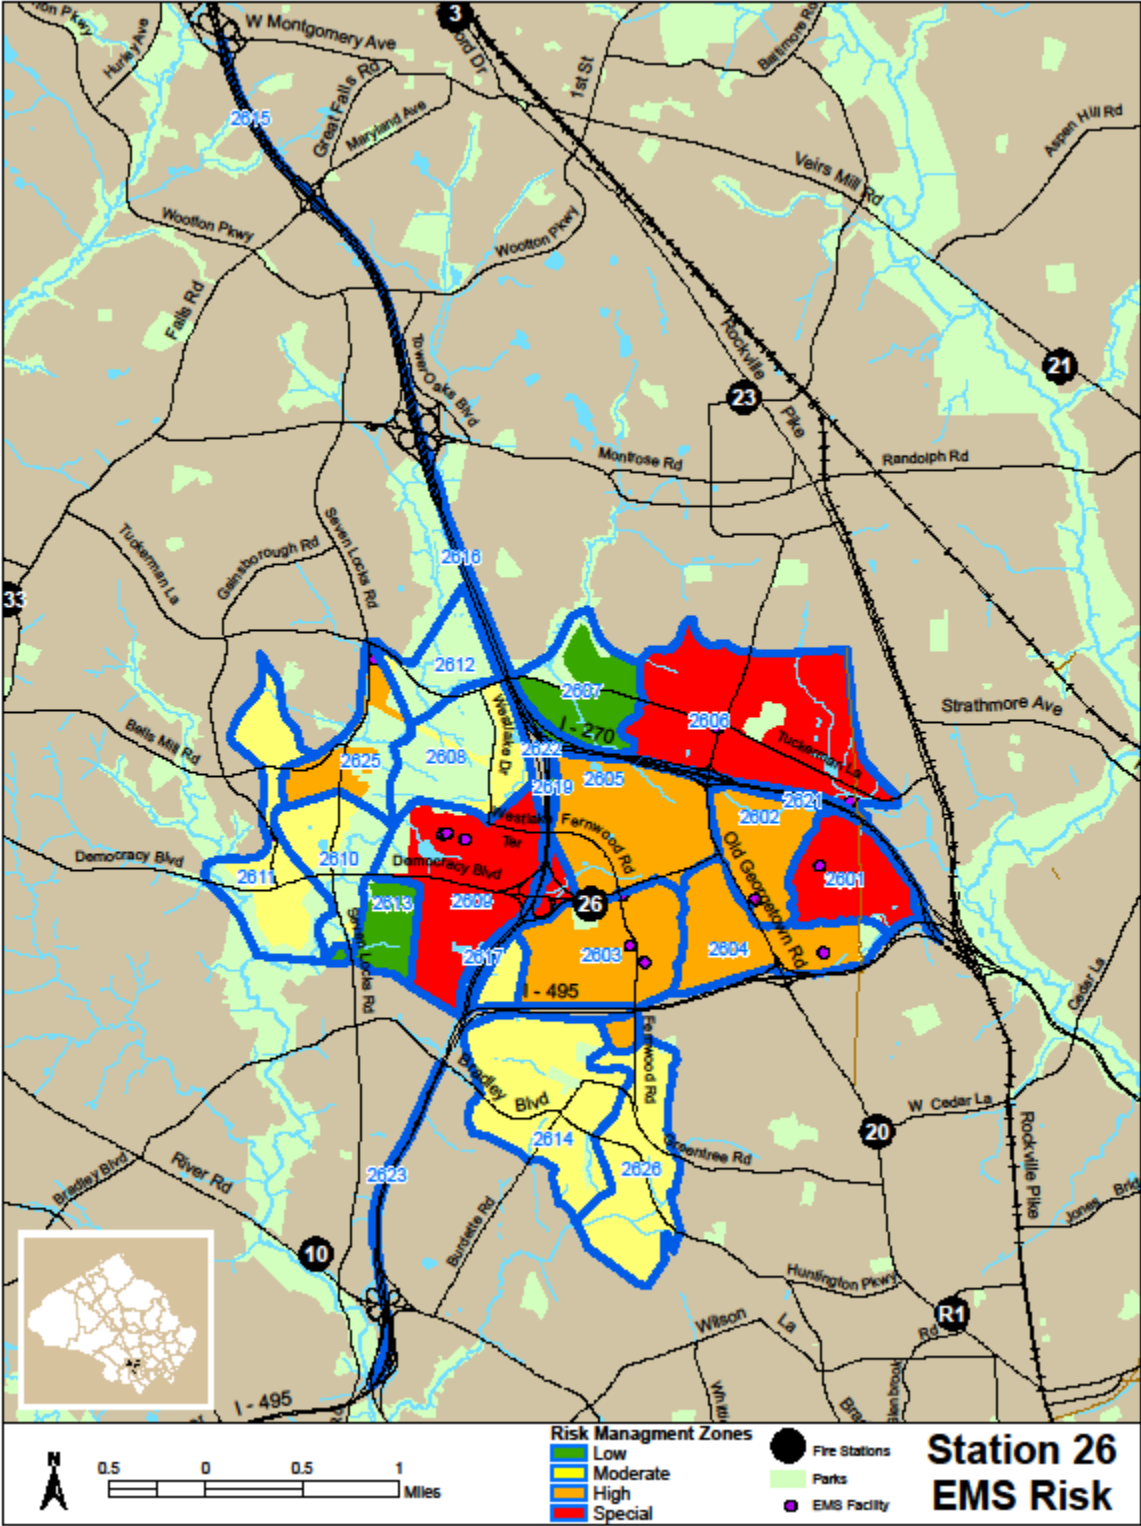 3
W Montgomery Ave
Hurley Ave
1st St
Baltimore Rd
2615
Great Falls Rd
Maryland Ave
Aspen Hill Rd
Veirs Mill Rd
Wootton Pkwy
Wootton Pkwy
Falls Rd
Tower Oaks Blvd
Rockville Pike
21
23
Montrose Rd
Randolph Rd
Tuckerman La
Gainsborough Rd
Seven Locks Rd
2616
33
2612
2607
Strathmore Ave
Bells Mill Rd
Westlake Dr
I - 270
2606
Tuckerman La
2625
2608
2622
2605
2619
2621
2602
Westlake
Ter
Fernwood Rd
Old Georgetown Rd
Democracy Blvd
2610
Democracy Blvd
2611
2601
2613
2609
26
Seven Locks Rd
2617
2603
2604
I - 495
Cedar La
Bradley Blvd
Fernwood Rd
W Cedar La
20
2614
Greentree Rd
2626
Rockville Pike
Bradley Blvd
River Rd
2623
Burdette Rd
Jones
10
Huntington Pkwy
R1
Wilson La
Rd
I - 495
N
0.5 0 0.5 1
Miles
Risk Managment Zones
Low
Moderate
High
Special
Fire Stations
Parks
EMS Facility
Station 26
EMS Risk